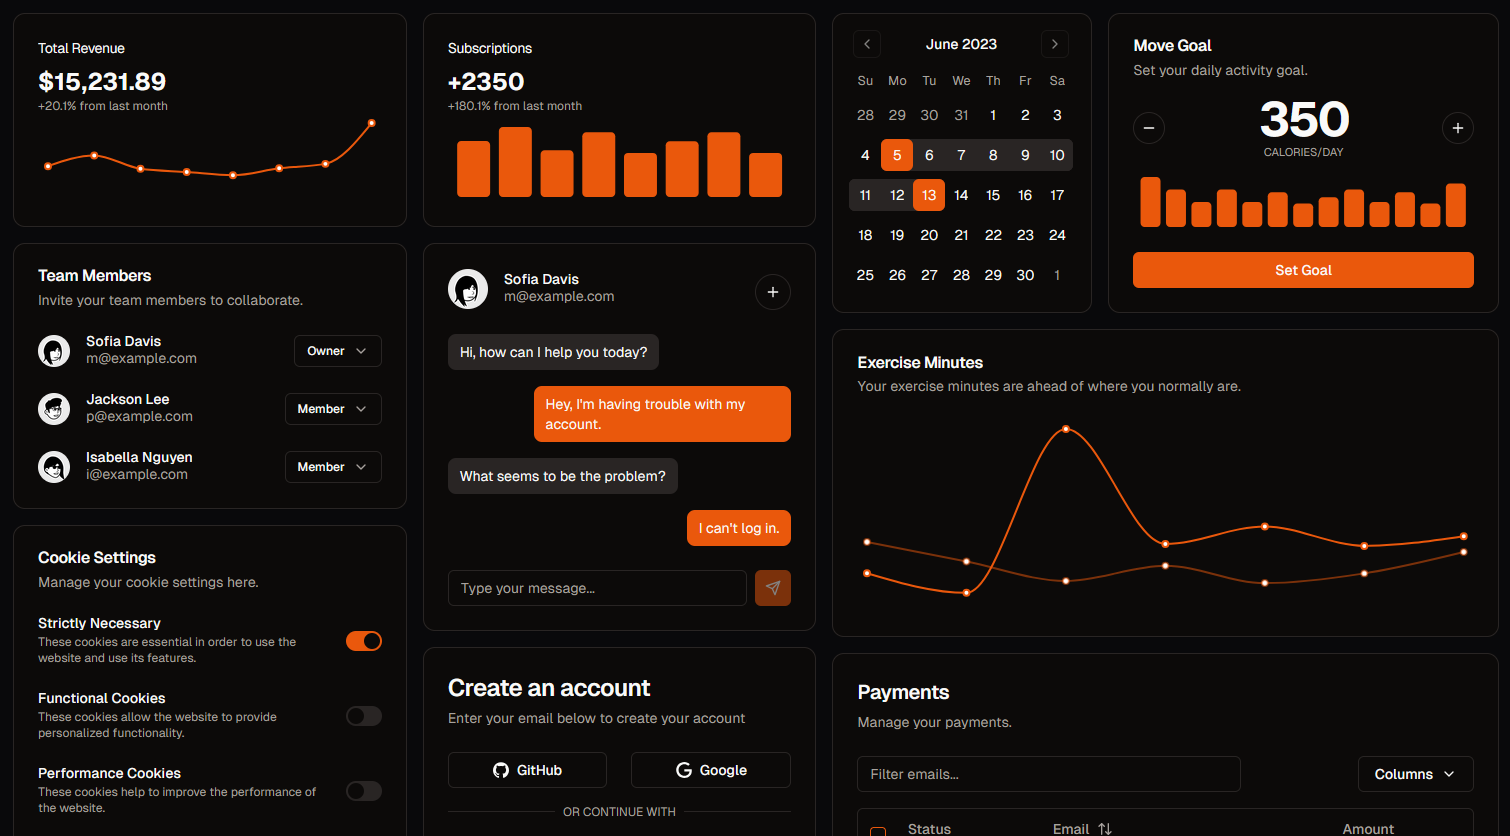 Total Revenue
$15,231.89
+20.1% from last month
Subscriptions
+2350
+180.1% from last month
June 2023
Su Mo Tu We Th Fr Sa
28 29 30 31 1 2 3
4 5 6 7 8 9 10
11 12 13 14 15 16 17
18 19 20 21 22 23 24
25 26 27 28 29 30 1
Move Goal
Set your daily activity goal.
350
CALORIES/DAY
Set Goal
Team Members
Invite your team members to collaborate.
Sofia Davis
m@example.com
Owner
Jackson Lee
p@example.com
Member
Isabella Nguyen
i@example.com
Member
Sofia Davis
m@example.com
Hi, how can I help you today?
Hey, I'm having trouble with my
account.
What seems to be the problem?
I can't log in.
Type your message...
Exercise Minutes
Your exercise minutes are ahead of where you normally are.
Cookie Settings
Manage your cookie settings here.
Strictly Necessary
These cookies are essential in order to use the
website and use its features.
Functional Cookies
These cookies allow the website to provide
personalized functionality.
Performance Cookies
These cookies help to improve the performance of
the website.
Create an account
Enter your email below to create your account
GitHub
Google
OR CONTINUE WITH
Payments
Manage your payments.
Filter emails...
Columns
Status Email Amount